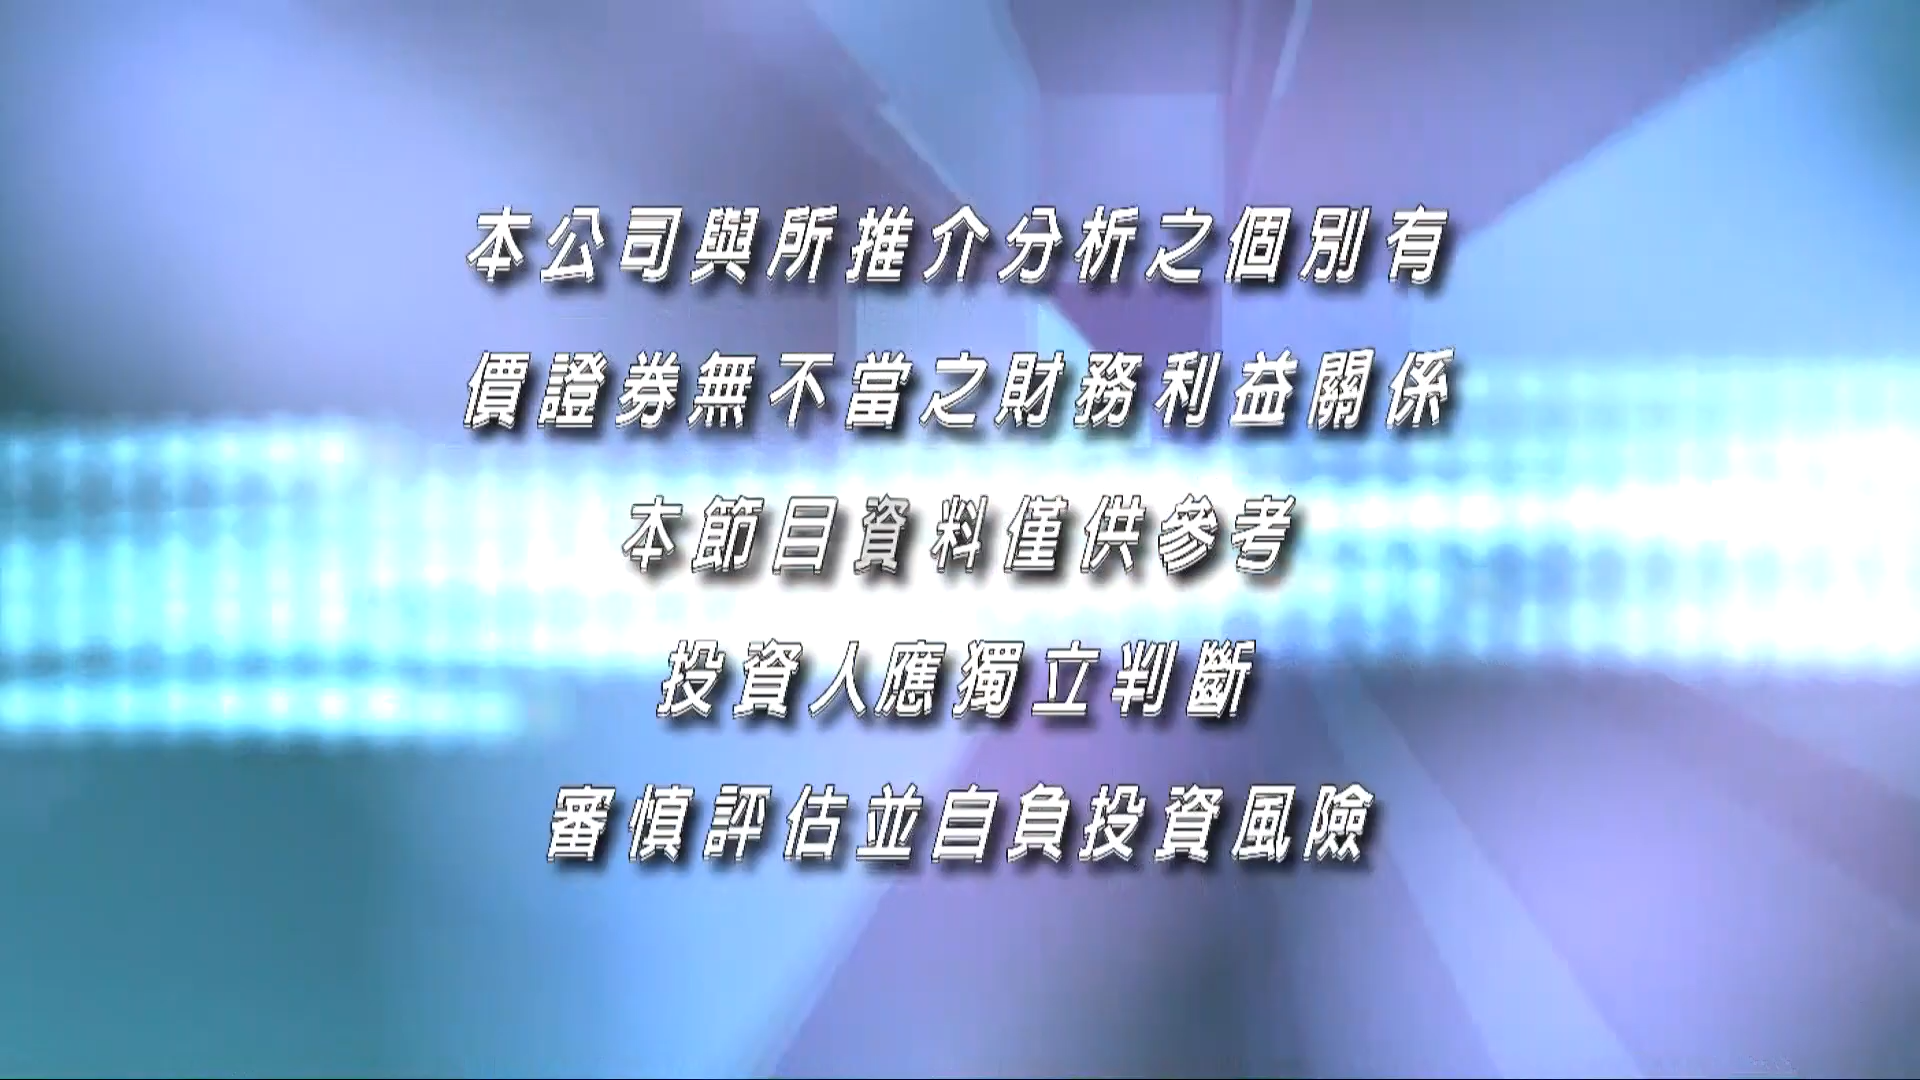 本公司與所推介分析之個別有
價證券無不當之財務利益關係
本節目資料僅供參考
投資人應獨立判斷
審慎評估並自負投資風險